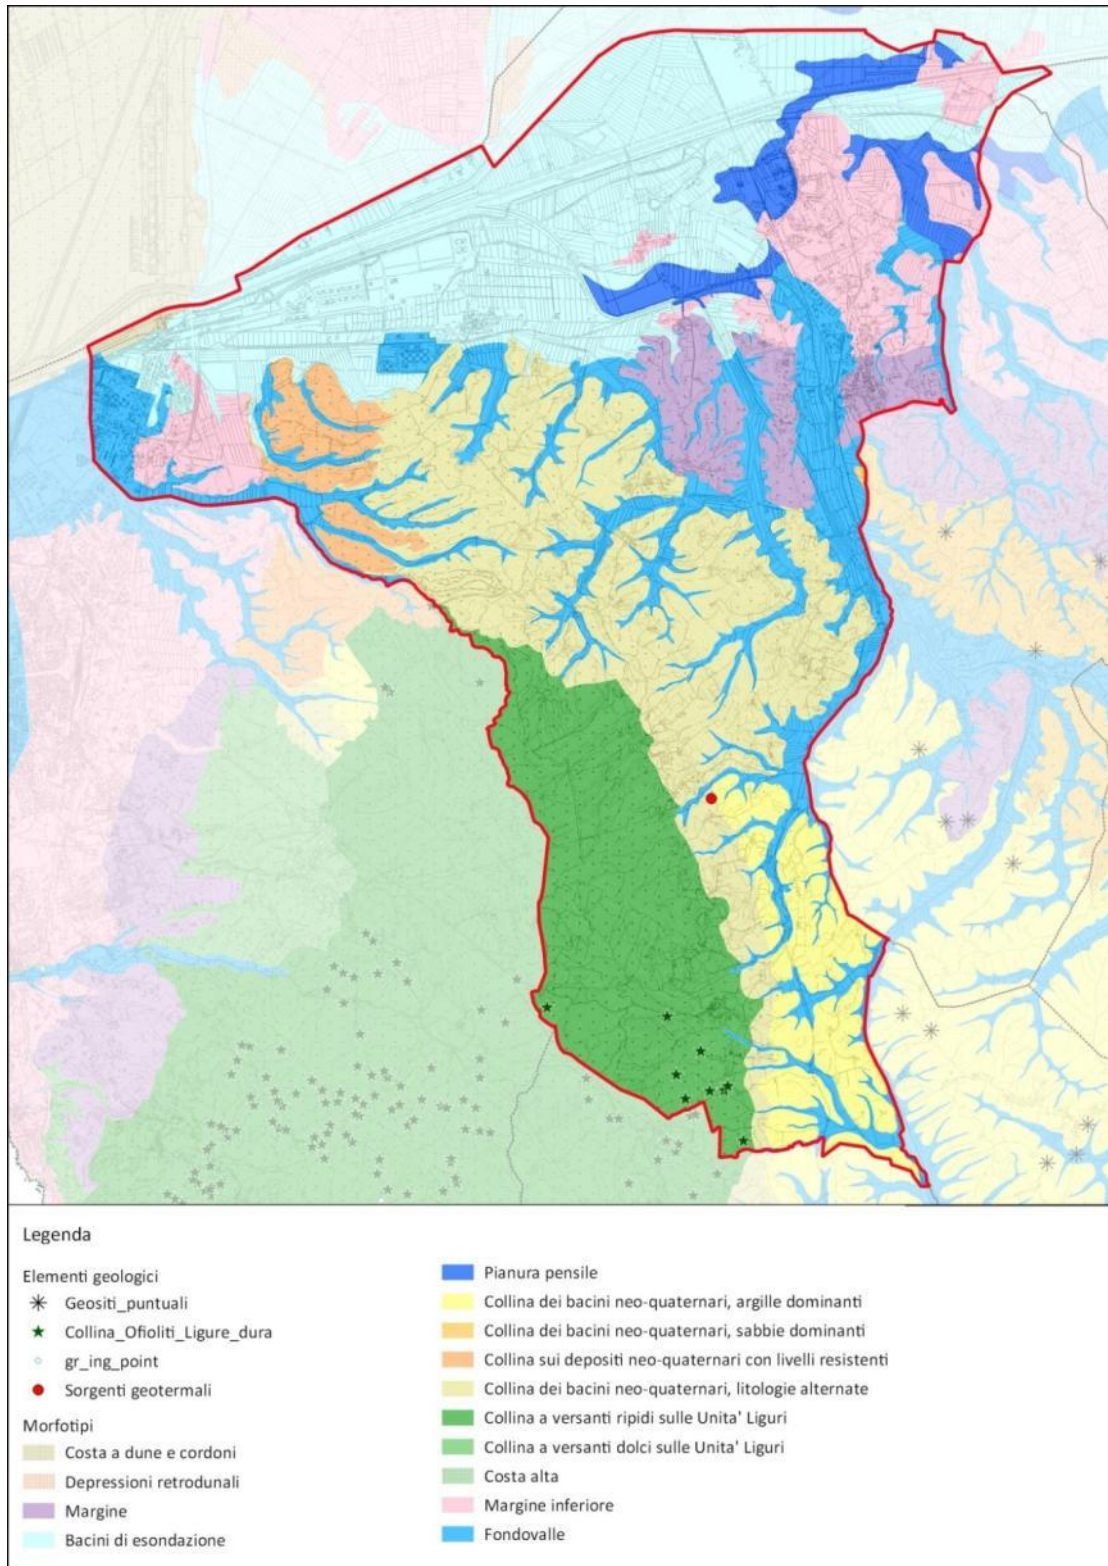 Legenda
Elementi geologici
Geositi_puntuali
Collina_Ofioliti_Ligure_dura
gr_ing_point
Sorgenti geotermali
Morfotipi
Costa a dune e cordoni
Depressioni retrodunali
Margine
Bacini di esondazione
Pianura pensile
Collina dei bacini neo-quaternari, argille dominanti
Collina dei bacini neo-quaternari, sabbie dominanti
Collina sui depositi neo-quaternari con livelli resistenti
Collina dei bacini neo-quaternari, litologie alternate
Collina a versanti ripidi sulle Unita' Liguri
Collina a versanti dolci sulle Unita' Liguri
Costa alta
Margine inferiore
Fondovalle